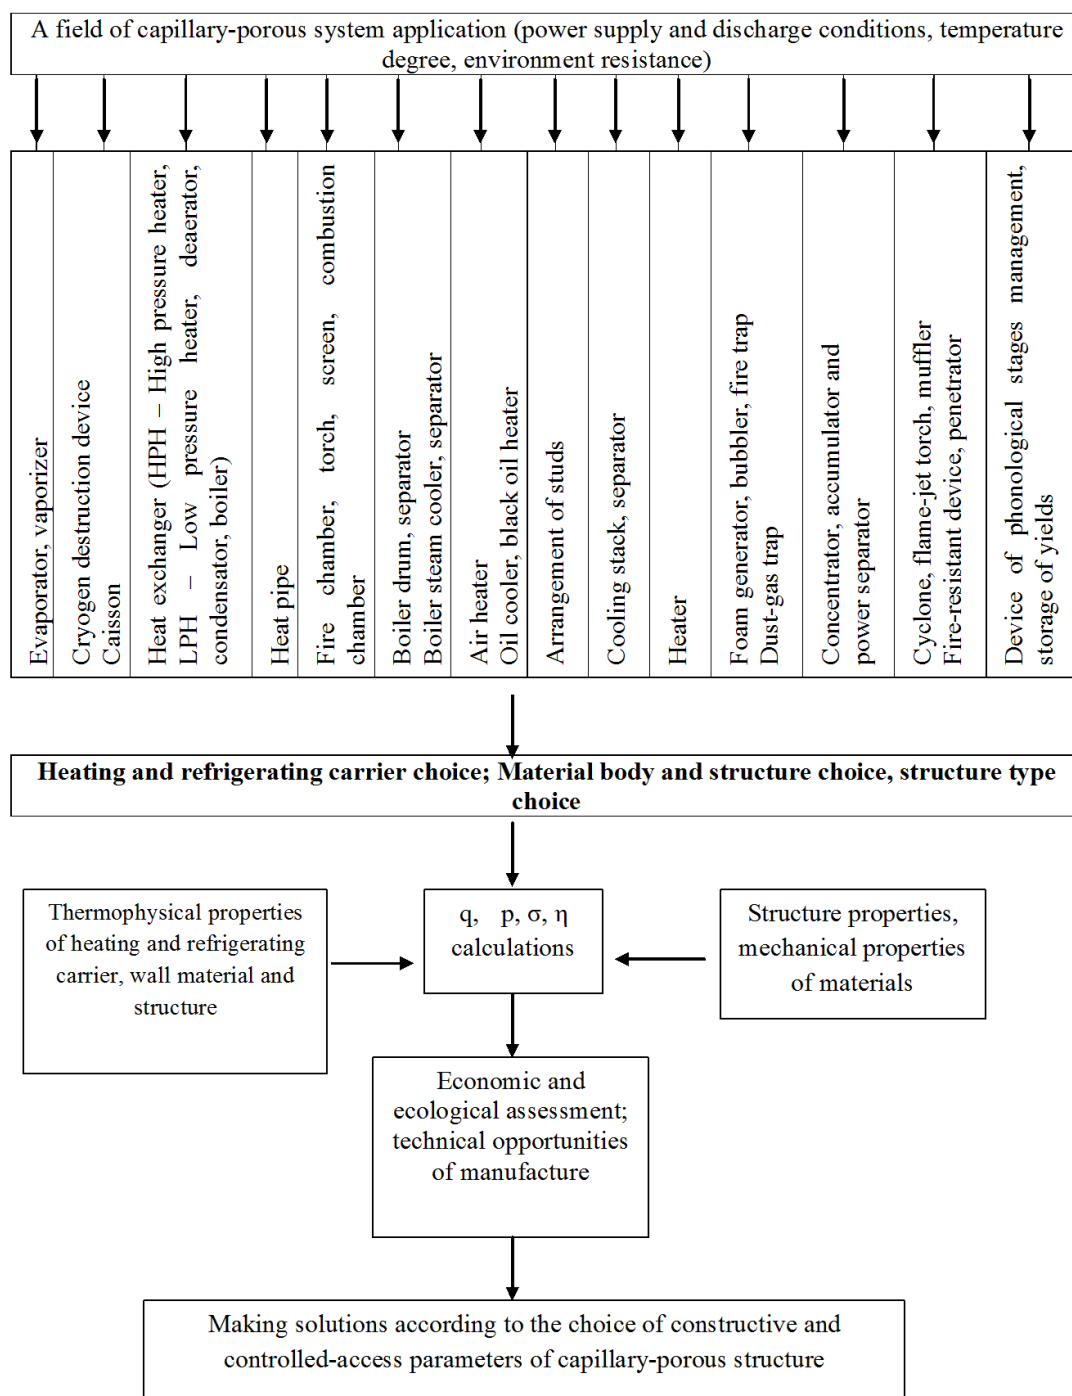 A field of capillary-porous system application (power supply and discharge conditions, temperature
degree, environment resistance)
Evaporator, vaporizer
Cryogen destruction device
Caisson
Heat exchanger (HPH – High pressure heater,
LPH – Low pressure heater, deaerator,
condensator, boiler)
Heat pipe
Fire chamber, torch, screen, combustion
chamber
Boiler drum, separator
Boiler steam cooler, separator
Air heater
Oil cooler, black oil heater
Arrangement of studs
Cooling stack, separator
Heater
Foam generator, bubbler, fire trap
Dust-gas trap
Concentrator, accumulator and
power separator
Cyclone, flame-jet torch, muffler
Fire-resistant device, penetrator
Device of phonological stages management,
storage of yields
Heating and refrigerating carrier choice; Material body and structure choice, structure type
choice
Thermophysical properties
of heating and refrigerating
carrier, wall material and
structure
q, p, σ, η
calculations
Structure properties,
mechanical properties
of materials
Economic and
ecological assessment;
technical opportunities
of manufacture
Making solutions according to the choice of constructive and
controlled-access parameters of capillary-porous structure